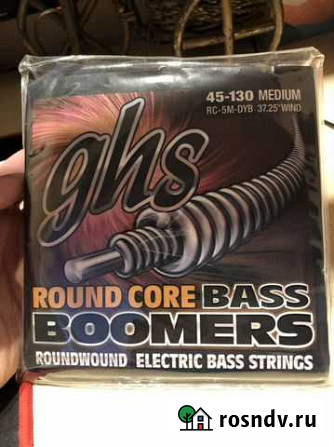 45-130 MEDIUM
RC-5M-DYB 37.25" WIND
ghs
ROUND CORE BASS
BOOMERS
ROUNDWOUND ELECTRIC BASS STRINGS
rosndv.ru